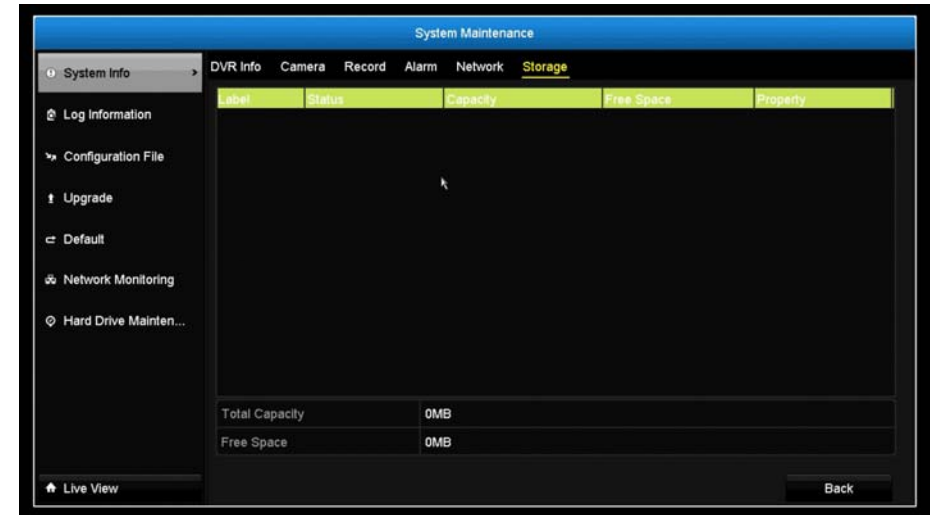 System Maintenance
System Info
DVR Info Camera Record Alarm Network Storage
Label Status Capacity Free Space Property
Log Information
Configuration File
Upgrade
Default
Network Monitoring
Hard Drive Mainten...
Total Capacity 0MB
Free Space 0MB
Live View
Back